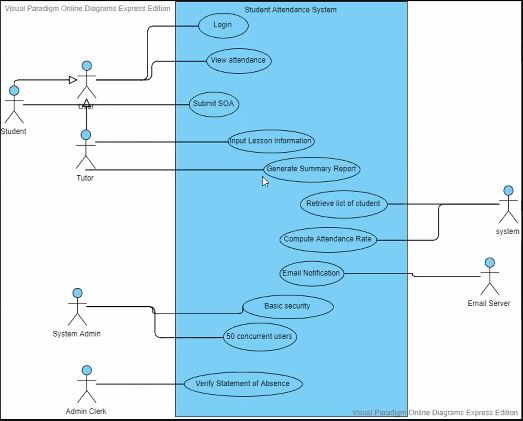 Visual Paradigm Online Diagrams Express Edition
Student Attendance System
Login
View attendance
User
Submit SOA
Student
Input Lesson Information
Generate Summary Report
Tutor
Retrieve list of student
system
Compute Attendance Rate
Email Notification
Email Server
Basic security
System Admin
50 concurrent users
Verify Statement of Absence
Admin Clerk
Visual Paradigm Online Diagrams Express Edition